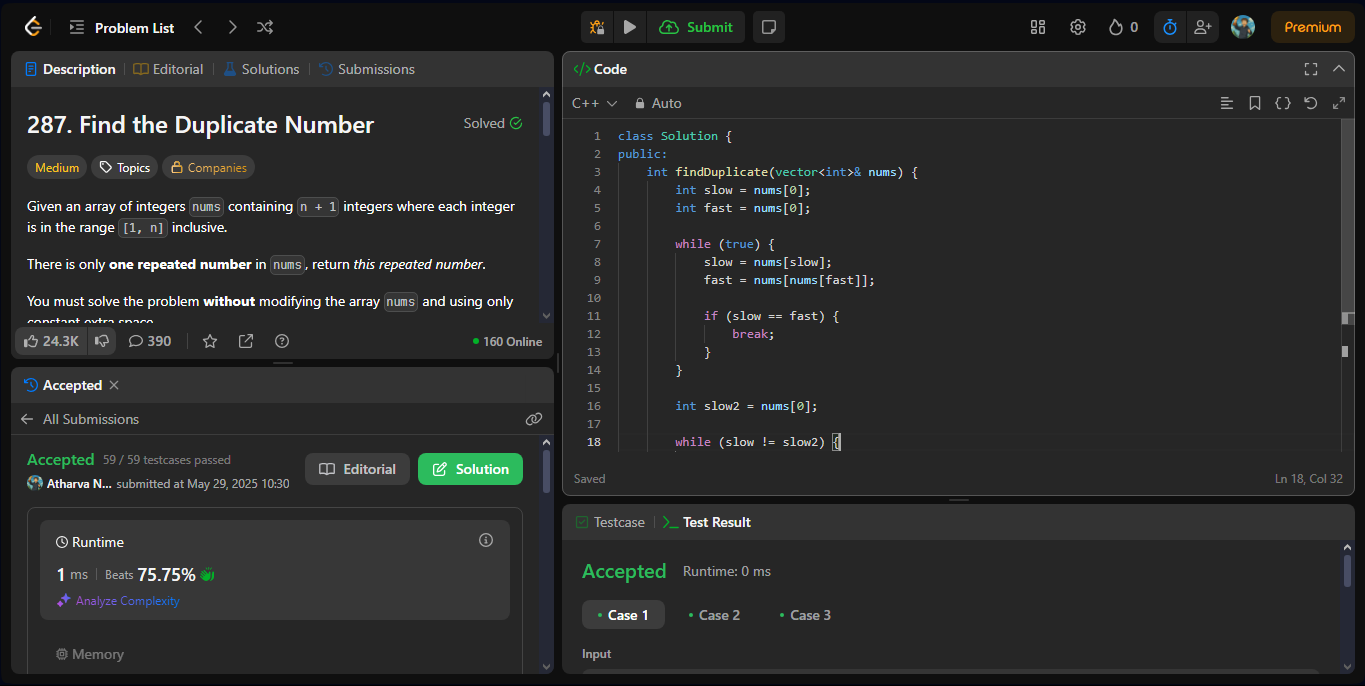 Problem List
Submit
0
Premium
Description
Editorial
Solutions
Submissions
287. Find the Duplicate Number
Solved
Medium
Topics
Companies
Given an array of integers nums containing n + 1 integers where each integer
is in the range [1, n] inclusive.
There is only one repeated number in nums, return this repeated number.
You must solve the problem without modifying the array nums and using only
constant extra space.
24.3K
390
160 Online
Accepted
All Submissions
Accepted 59 / 59 testcases passed
Atharva N... submitted at May 29, 2025 10:30
Editorial
Solution
Runtime
1 ms Beats 75.75%
Analyze Complexity
Memory
</> Code
C++
Auto
1 class Solution {
2 public:
3 int findDuplicate(vector<int>& nums) {
4 int slow = nums[0];
5 int fast = nums[0];
6
7 while (true) {
8 slow = nums[slow];
9 fast = nums[nums[fast]];
10
11 if (slow == fast) {
12 break;
13 }
14 }
15
16 int slow2 = nums[0];
17
18 while (slow != slow2) {
Saved
Ln 18, Col 32
Testcase
>_ Test Result
Accepted Runtime: 0 ms
• Case 1
• Case 2
• Case 3
Input